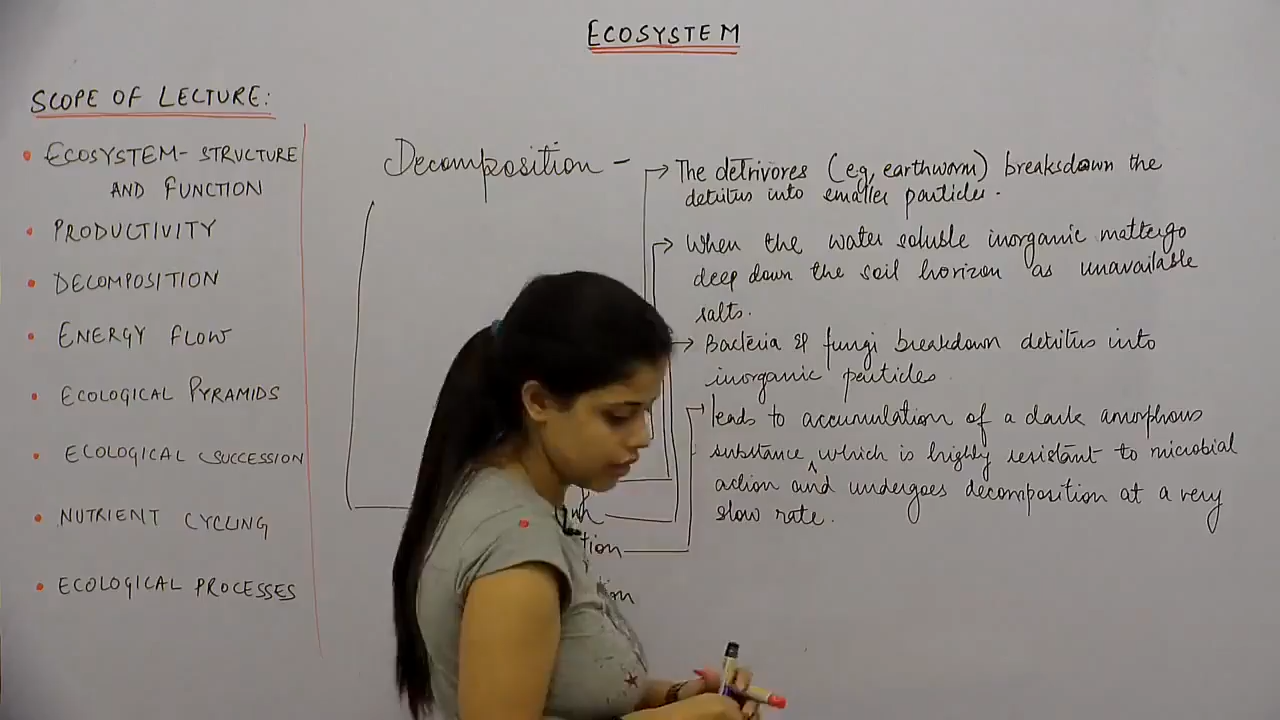 ECOSYSTEM
SCOPE OF LECTURE:
• ECOSYSTEM- STRUCTURE
AND FUNCTION
• PRODUCTIVITY
• DECOMPOSITION
• ENERGY FLOW
• ECOLOGICAL PYRAMIDS
• ECOLOGICAL SUCCESSION
• NUTRIENT CYCLING
• ECOLOGICAL PROCESSES
Decomposition -
→ The detrivores (eg, earthworm) breaksdown the
detritus into smaller particles.
→ When the water soluble inorganic matter go
deep down the soil horizon as unavailable
salts.
→ Bacteria & fungi breakdown detritus into
inorganic particles.
→ leads to accumulation of a dark amorphous
substance ^ which is highly resistant to microbial
action and undergoes decomposition at a very
slow rate.
tion